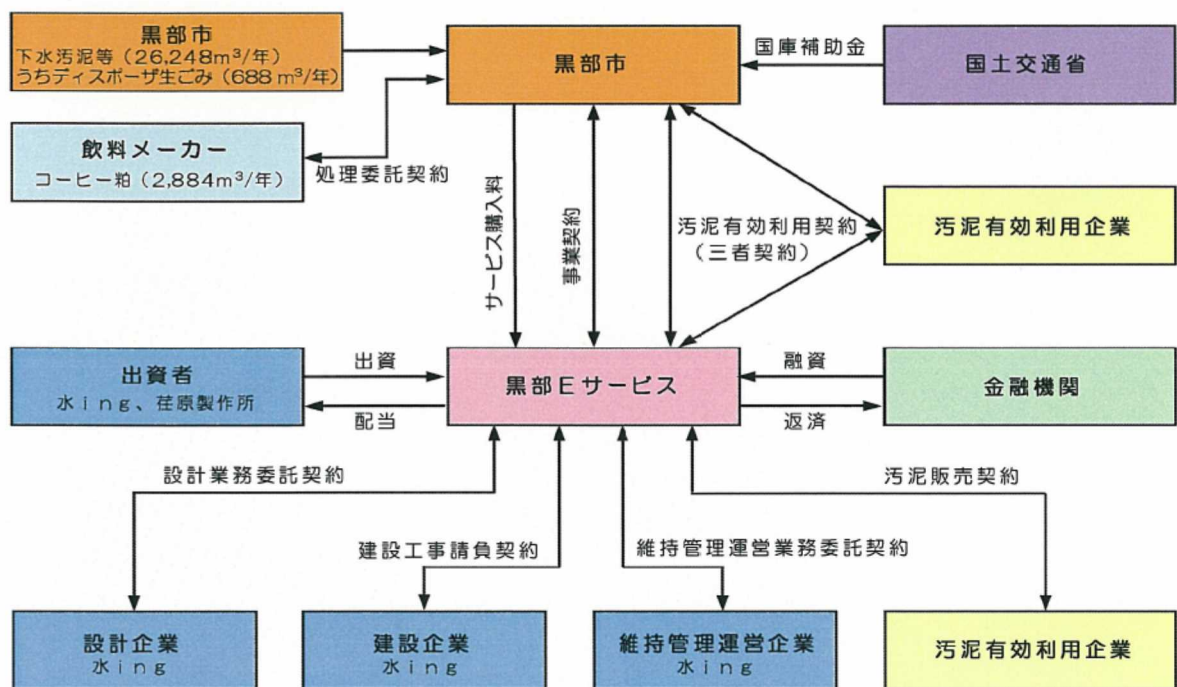 黒部市
下水汚泥等（26,248m³/年）
うちディスポーザ生ごみ（688m³/年）
黒部市
国庫補助金
国土交通省
飲料メーカー
コーヒー粕（2,884m³/年）
処理委託契約
サービス購入料
事業契約
汚泥有効利用契約
（三者契約）
汚泥有効利用企業
出資者
水ing、荏原製作所
出資
配当
黒部Eサービス
融資
返済
金融機関
設計業務委託契約
汚泥販売契約
建設工事請負契約
維持管理運営業務委託契約
設計企業
水ing
建設企業
水ing
維持管理運営企業
水ing
汚泥有効利用企業